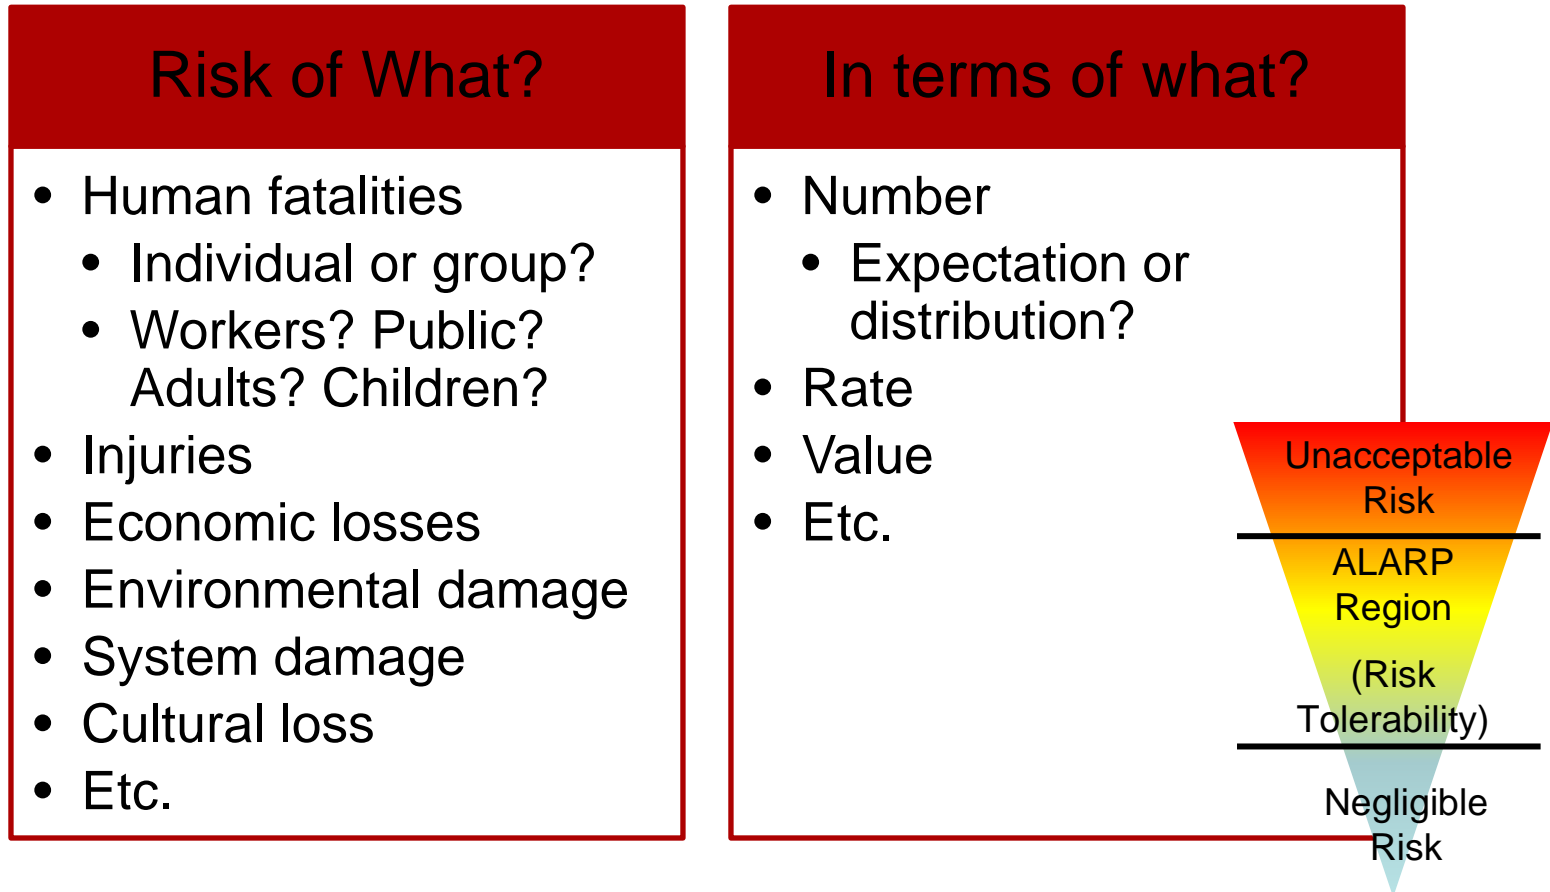 Risk of What?
• Human fatalities
• Individual or group?
• Workers? Public?
Adults? Children?
• Injuries
• Economic losses
• Environmental damage
• System damage
• Cultural loss
• Etc.
In terms of what?
• Number
• Expectation or
distribution?
• Rate
• Value
• Etc.
Unacceptable
Risk
ALARP
Region
(Risk
Tolerability)
Negligible
Risk